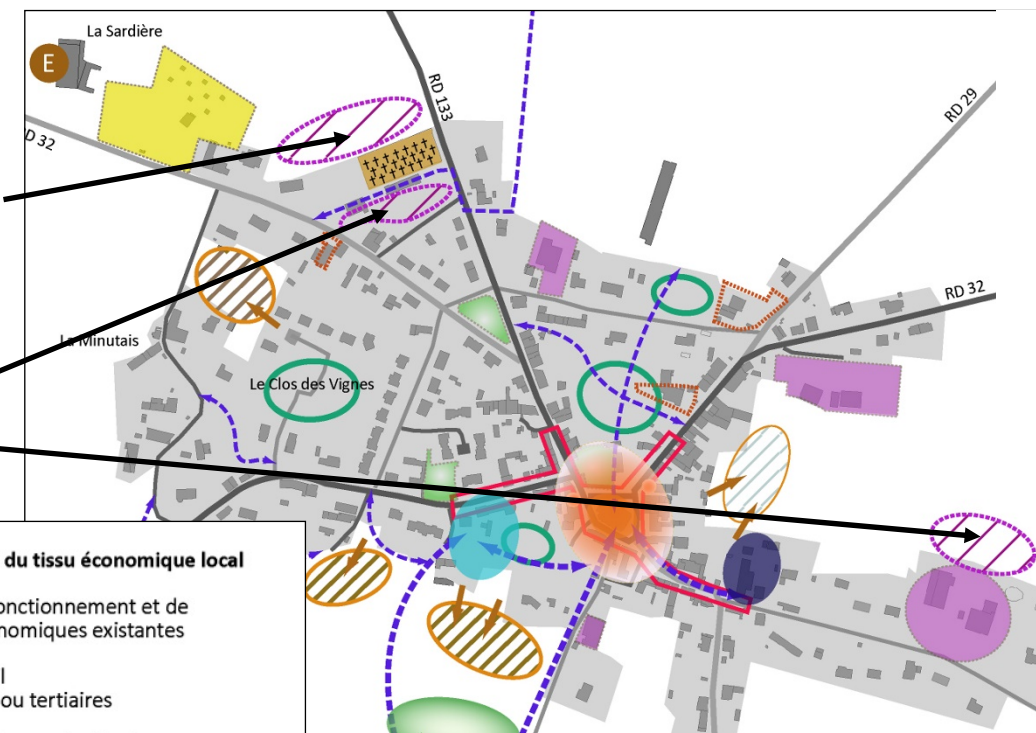 La Sardière
E
RD 133
RD 29
D 32
RD 32
La Minutais
Le Clos des Vignes
du tissu économique local
onctionnement et de
nomiques existantes
l
ou tertiaires